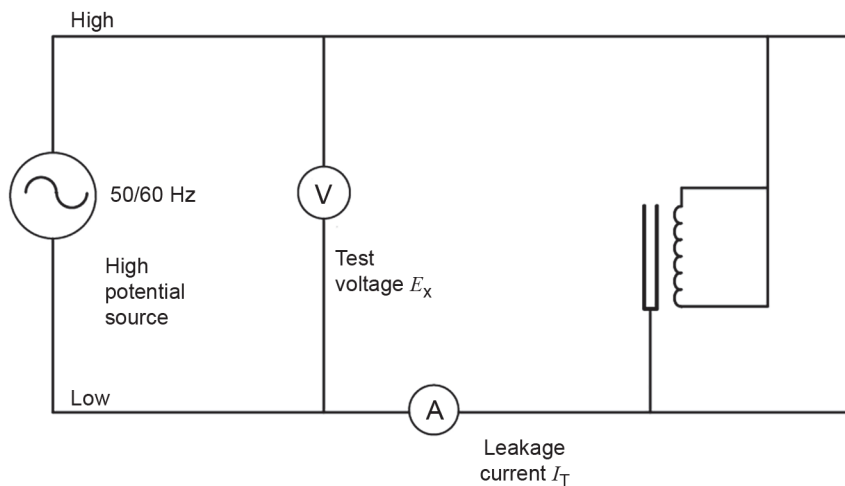 High
50/60 Hz
High
potential
source
V
Test
voltage Ex
Low
A
Leakage
current IT